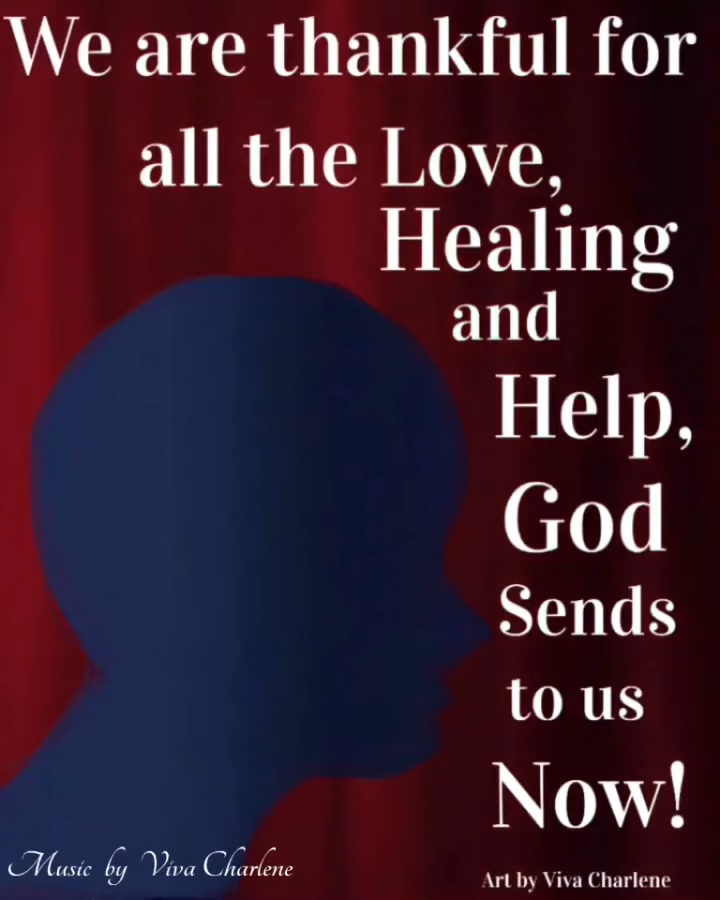 We are thankful for
all the Love,
Healing
and
Help,
God
Sends
to us
Now!
Music by Viva Charlene
Art by Viva Charlene